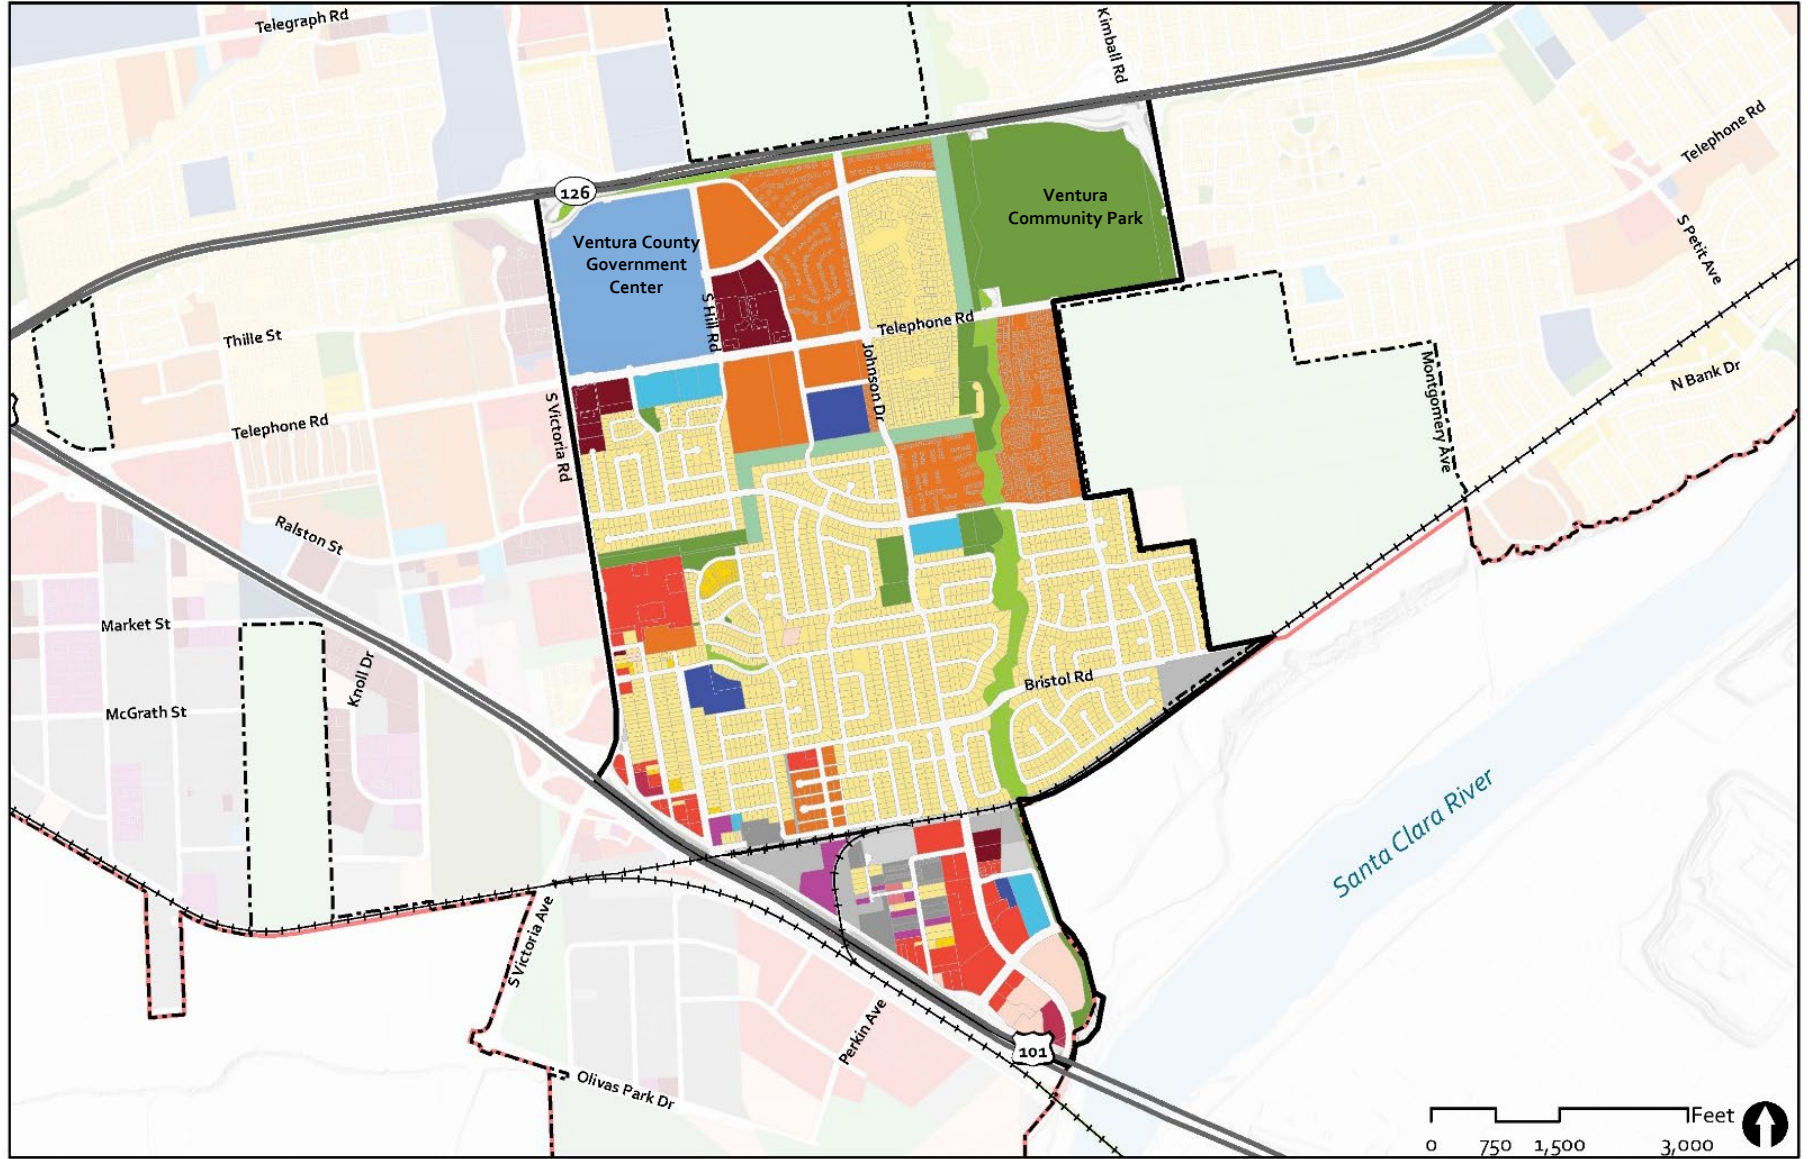 Telegraph Rd
Kimball Rd
Telephone Rd
126
Ventura
Community Park
Ventura County
Government
Center
S Hill Rd
S Petit Ave
Thille St
Telephone Rd
Johnson Dr
Montgomery Ave
N Bank Dr
S Victoria Rd
Telephone Rd
Ralston St
Market St
Knoll Dr
McGrath St
Bristol Rd
Santa Clara River
S Victoria Ave
Perkin Ave
101
Olivas Park Dr
Feet
0 750 1,500 3,000